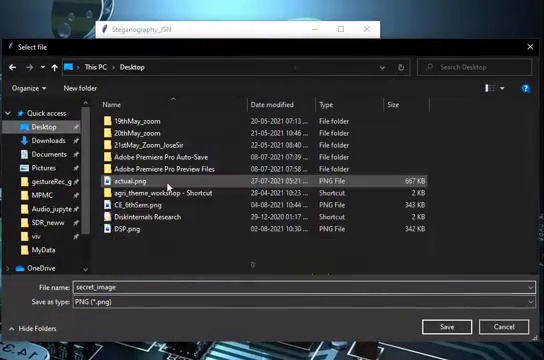 Steganography_ISN
Select file
This PC > Desktop
Search Desktop
Organize New folder
Name Date modified Type Size
Quick access
Desktop
Downloads
Documents
Pictures
gestureRec_g
MPMC
Audio_jupyte
SDR_neww
viv
MyData
OneDrive
19thMay_zoom 20-05-2021 07:13 ... File folder
20thMay_zoom 21-05-2021 10:46 ... File folder
21stMay_Zoom_JoseSir 22-05-2021 12:45 ... File folder
Adobe Premiere Pro Auto-Save 08-07-2021 07:39 ... File folder
Adobe Premiere Pro Preview Files 08-07-2021 07:58 ... File folder
actual.png 27-07-2021 05:21 ... PNG File 667 KB
agri_theme_workshop - Shortcut 28-04-2021 10:23 ... Shortcut 2 KB
CE_6thSem.png 04-08-2021 10:44 ... PNG File 343 KB
DiskInternals Research 29-12-2020 01:17 ... Shortcut 2 KB
DSP.png 02-08-2021 10:30 ... PNG File 342 KB
File name: secret_image
Save as type: PNG (*.png)
Hide Folders Save Cancel